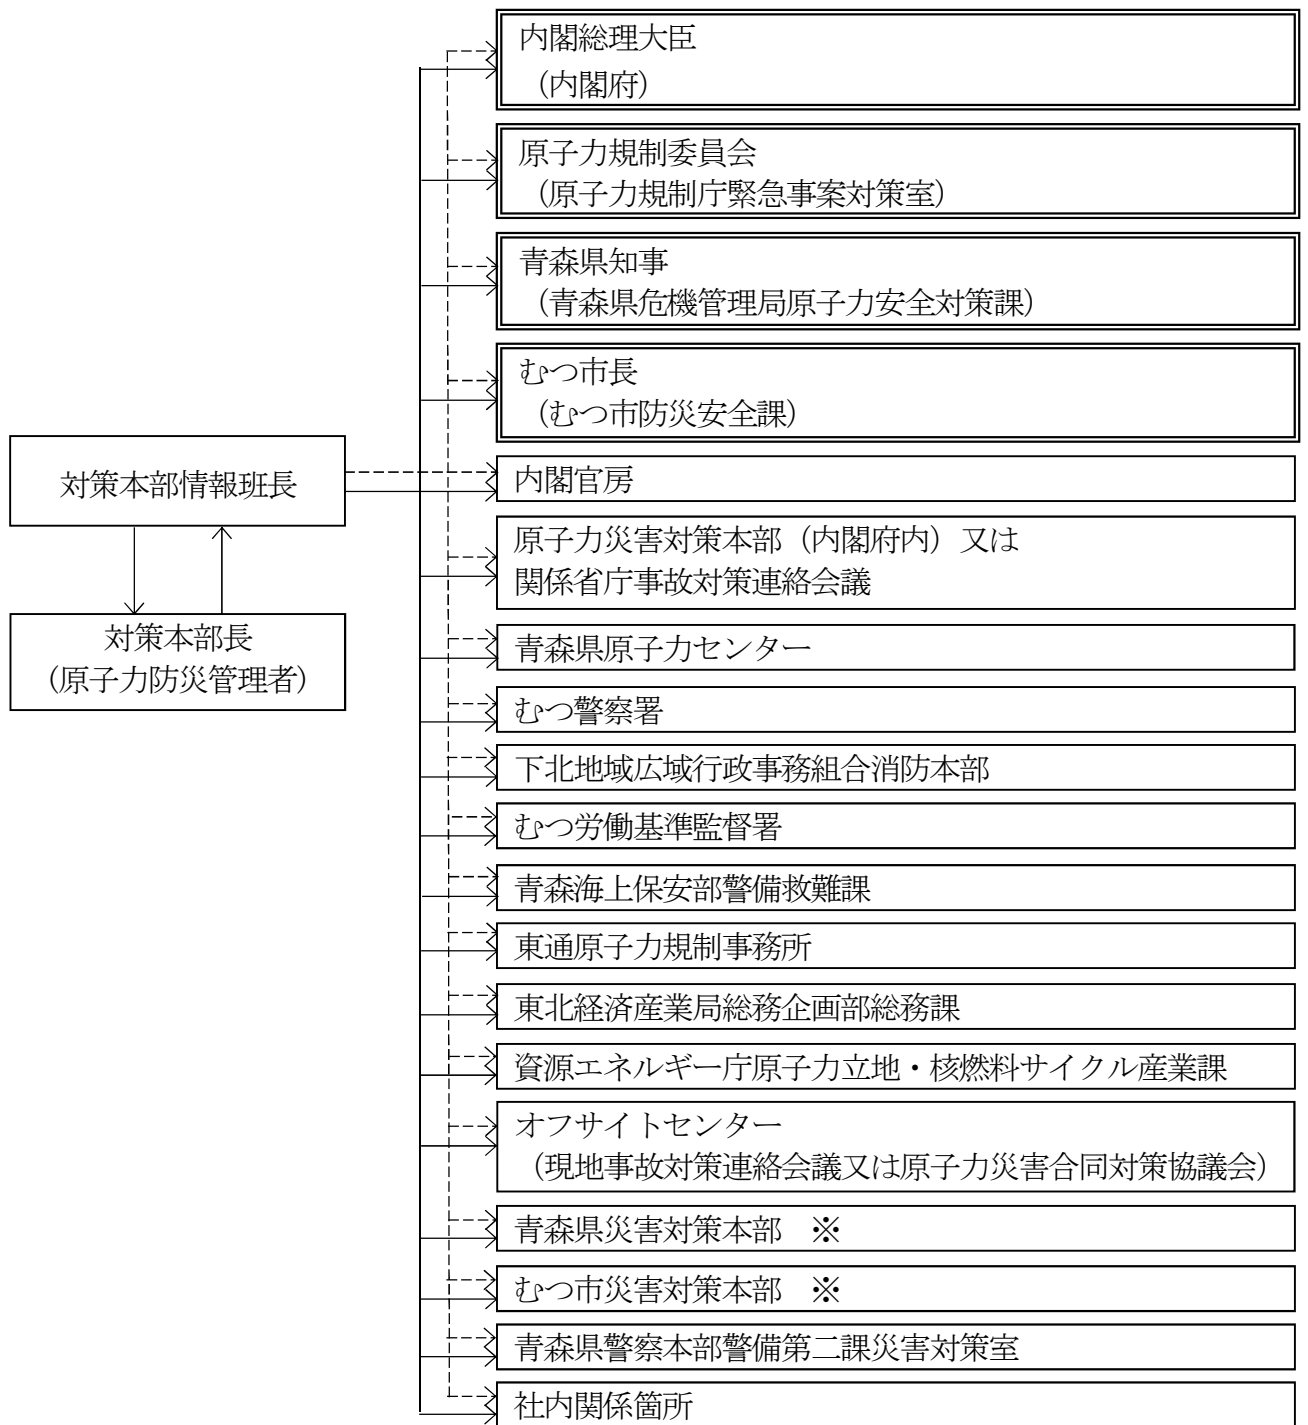 内閣総理大臣
（内閣府）
原子力規制委員会
（原子力規制庁緊急事案対策室）
青森県知事
（青森県危機管理局原子力安全対策課）
むつ市長
（むつ市防災安全課）
対策本部情報班長
対策本部長
（原子力防災管理者）
内閣官房
原子力災害対策本部（内閣府内）又は
関係省庁事故対策連絡会議
青森県原子力センター
むつ警察署
下北地域広域行政事務組合消防本部
むつ労働基準監督署
青森海上保安部警備救難課
東通原子力規制事務所
東北経済産業局総務企画部総務課
資源エネルギー庁原子力立地・核燃料サイクル産業課
オフサイトセンター
（現地事故対策連絡会議又は原子力災害合同対策協議会）
青森県災害対策本部　※
むつ市災害対策本部　※
青森県警察本部警備第二課災害対策室
社内関係箇所